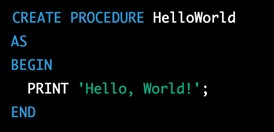 CREATE PROCEDURE HelloWorld
AS
BEGIN
  PRINT 'Hello, World!';
END